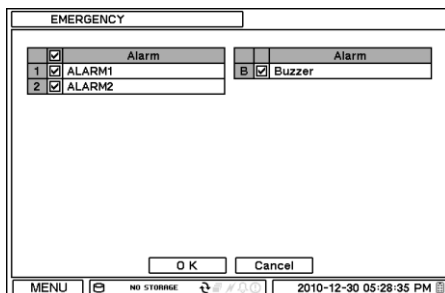 EMERGENCY
Alarm
1 ALARM1
2 ALARM2
Alarm
B Buzzer
OK Cancel
MENU NO STORAGE 2010-12-30 05:28:35 PM